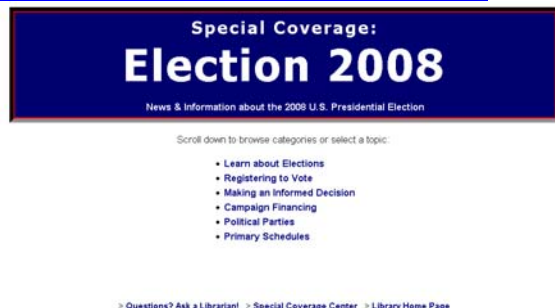 Special Coverage:
Election 2008
News & Information about the 2008 U.S. Presidential Election
Scroll down to browse categories or select a topic:
• Learn about Elections
• Registering to Vote
• Making an Informed Decision
• Campaign Financing
• Political Parties
• Primary Schedules
> Questions? Ask a Librarian! > Special Coverage Center > Library Home Page